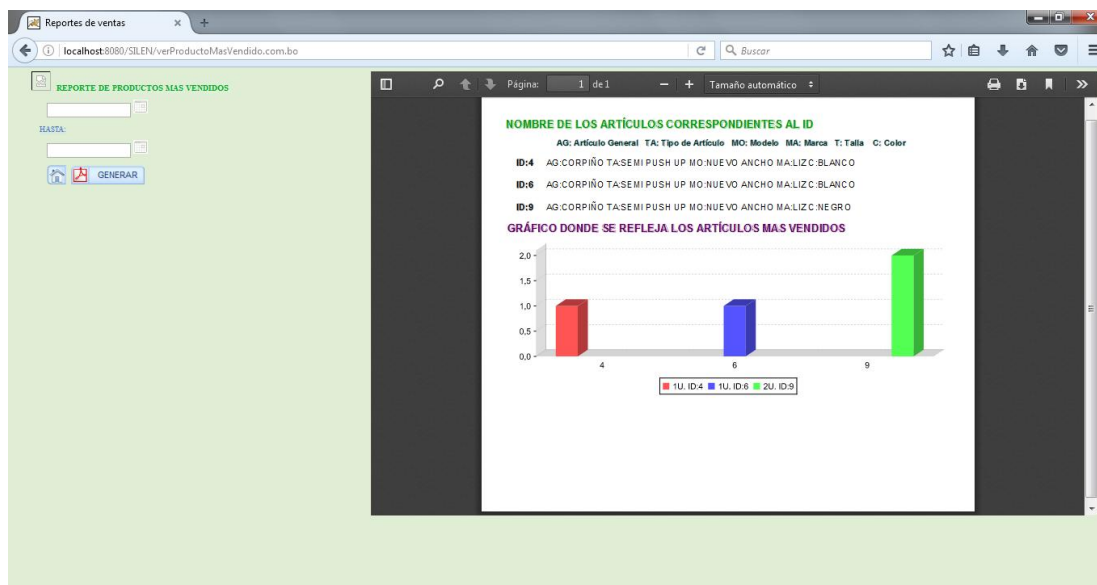 Reportes de ventas
localhost:8080/SILEN/verProductoMasVendido.com.bo
Buscar
REPORTE DE PRODUCTOS MAS VENDIDOS
HASTA:
GENERAR
Página: 1 de 1
Tamaño automático
NOMBRE DE LOS ARTÍCULOS CORRESPONDIENTES AL ID
AG: Artículo General TA: Tipo de Artículo MO: Modelo MA: Marca T: Talla C: Color
ID:4 AG:CORPIÑO TA:SEMI PUSH UP MO:NUEVO ANCHO MA:LIZ C:BLANCO
ID:6 AG:CORPIÑO TA:SEMI PUSH UP MO:NUEVO ANCHO MA:LIZ C:BLANCO
ID:9 AG:CORPIÑO TA:SEMI PUSH UP MO:NUEVO ANCHO MA:LIZ C:NEGRO
GRÁFICO DONDE SE REFLEJA LOS ARTÍCULOS MAS VENDIDOS
2,0
1,5
1,0
0,5
0,0
4 6 9
1U. ID:4 1U. ID:6 2U. ID:9